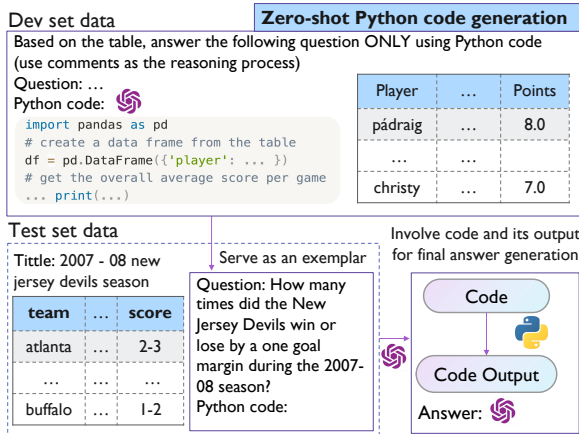 Dev set data
Zero-shot Python code generation
Based on the table, answer the following question ONLY using Python code
(use comments as the reasoning process)
Question: ...
Python code:
import pandas as pd
# create a data frame from the table
df = pd.DataFrame({'player': ... })
# get the overall average score per game
... print(...)
Player ... Points
pádraig ... 8.0
... ...
christy ... 7.0
Test set data
Tittle: 2007 - 08 new
jersey devils season
team ... score
atlanta ... 2-3
... ... ...
buffalo ... 1-2
Serve as an exemplar
Question: How many
times did the New
Jersey Devils win or
lose by a one goal
margin during the 2007-
08 season?
Python code:
Involve code and its output
for final answer generation
Code
Code Output
Answer: